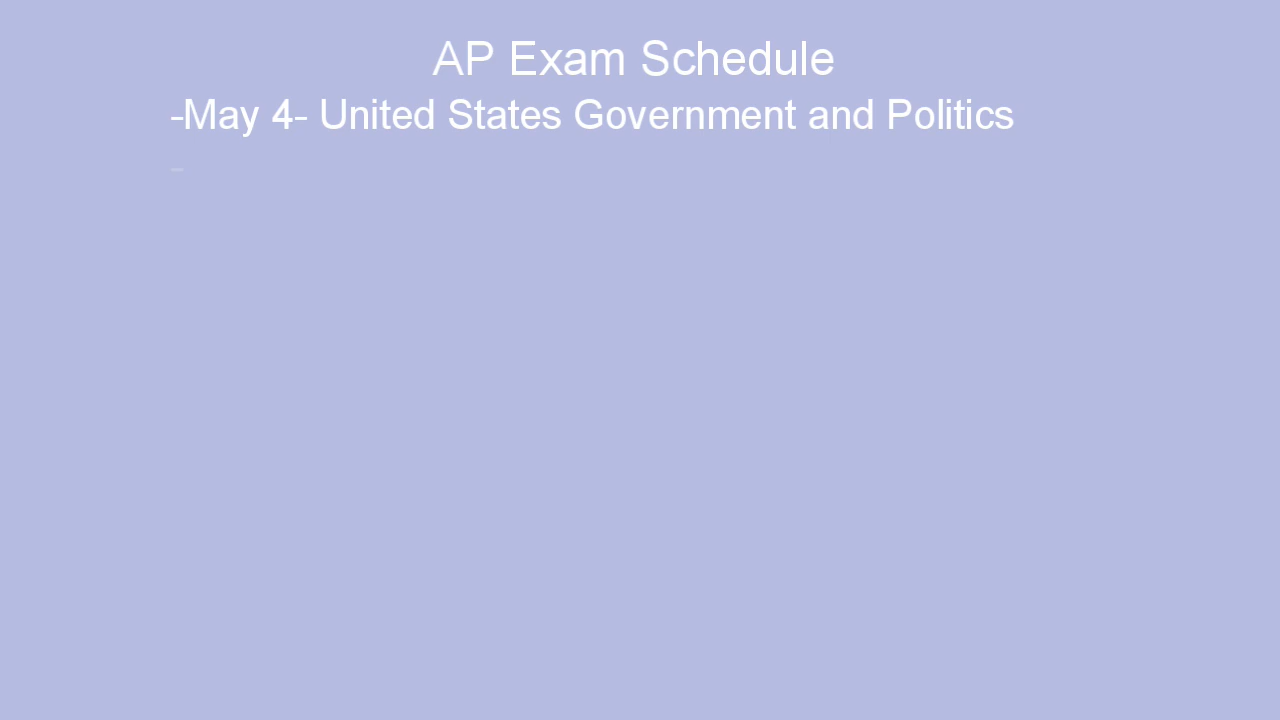 AP Exam Schedule
-May 4- United States Government and Politics
-